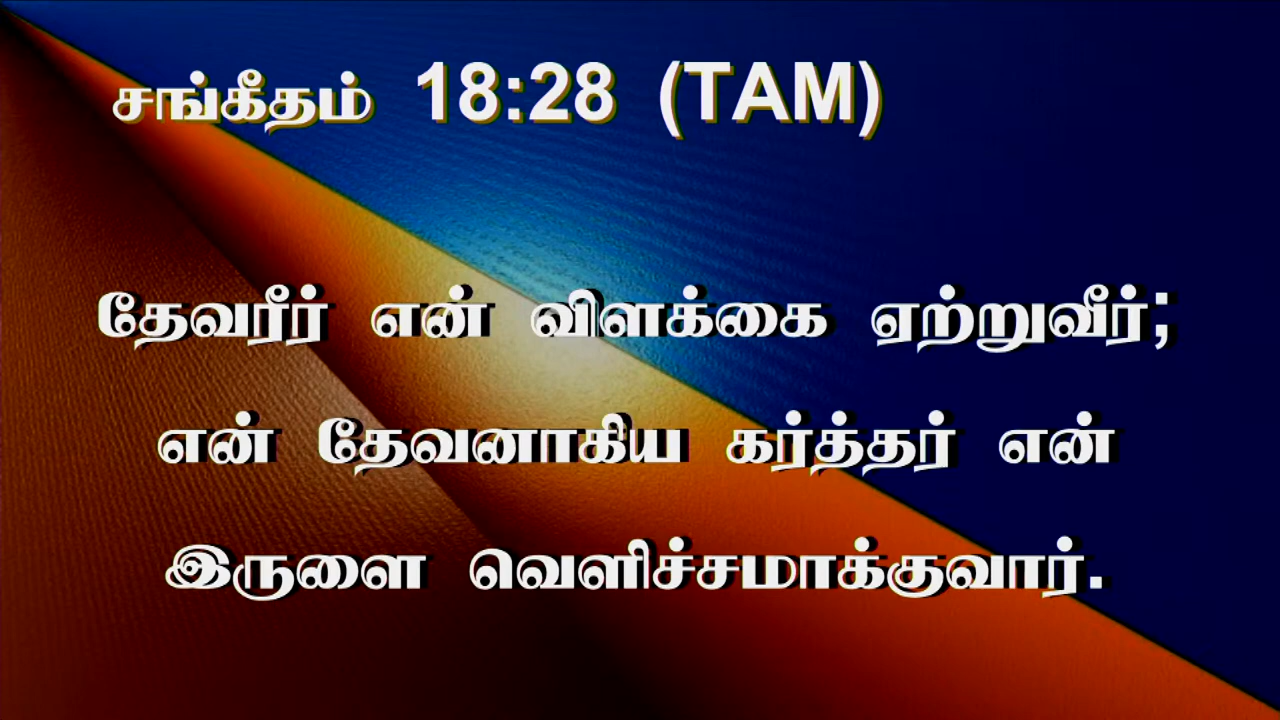 சங்கீதம் 18:28 (TAM)
தேவரீர் என் விளக்கை ஏற்றுவீர்;
என் தேவனாகிய கர்த்தர் என்
இருளை வெளிச்சமாக்குவார்.